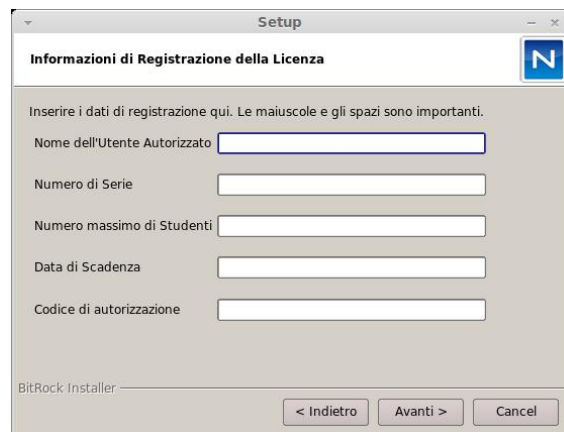 Setup
Informazioni di Registrazione della Licenza
N
Inserire i dati di registrazione qui. Le maiuscole e gli spazi sono importanti.
Nome dell'Utente Autorizzato
Numero di Serie
Numero massimo di Studenti
Data di Scadenza
Codice di autorizzazione
BitRock Installer
< Indietro Avanti > Cancel